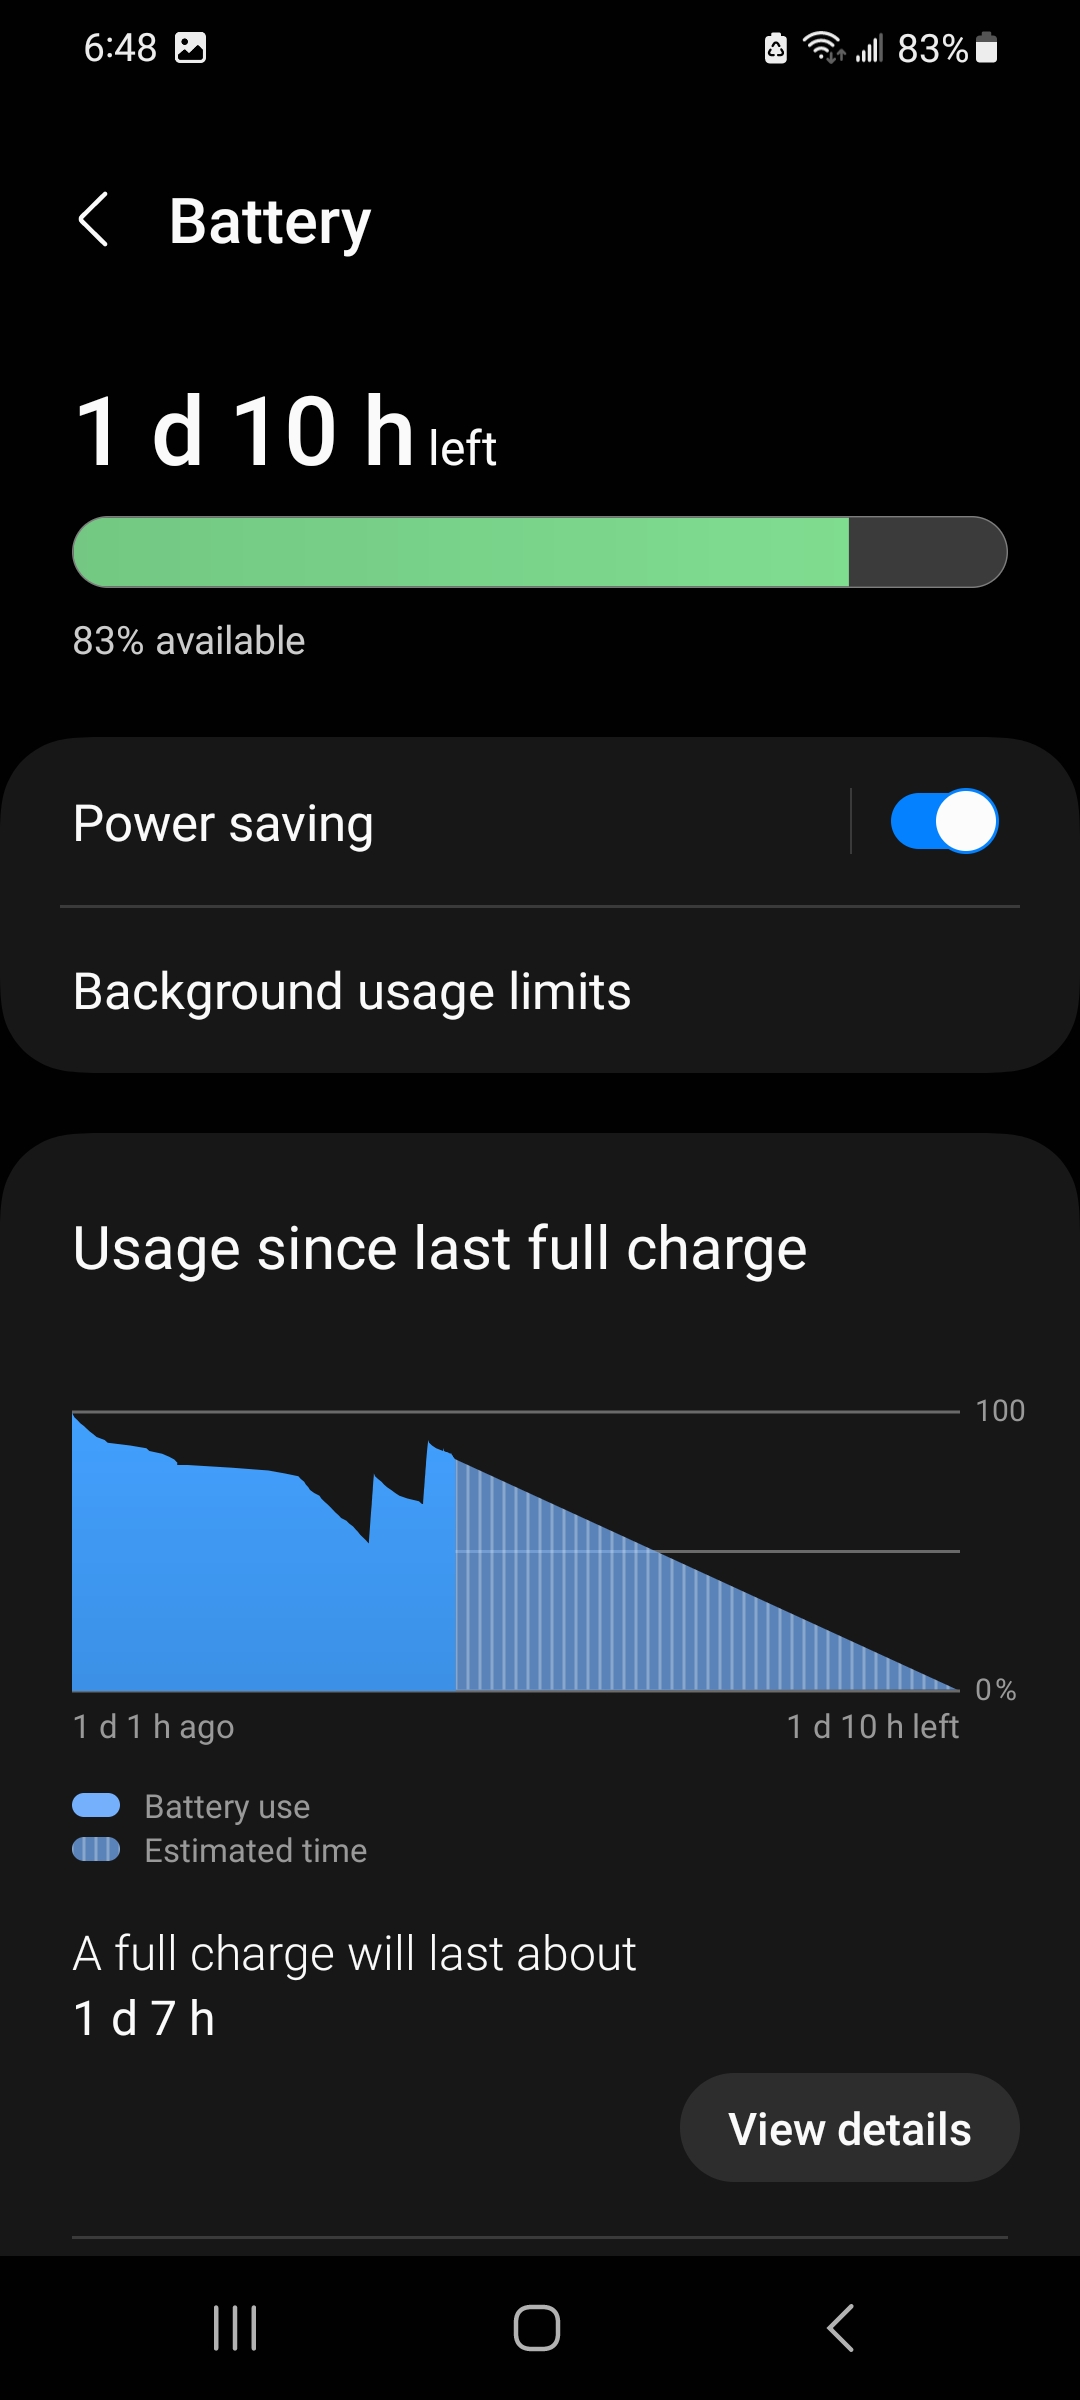 6:48 83%
Battery
1 d 10 h left
83% available
Power saving
Background usage limits
Usage since last full charge
100
0%
1 d 1 h ago 1 d 10 h left
Battery use
Estimated time
A full charge will last about
1 d 7 h
View details